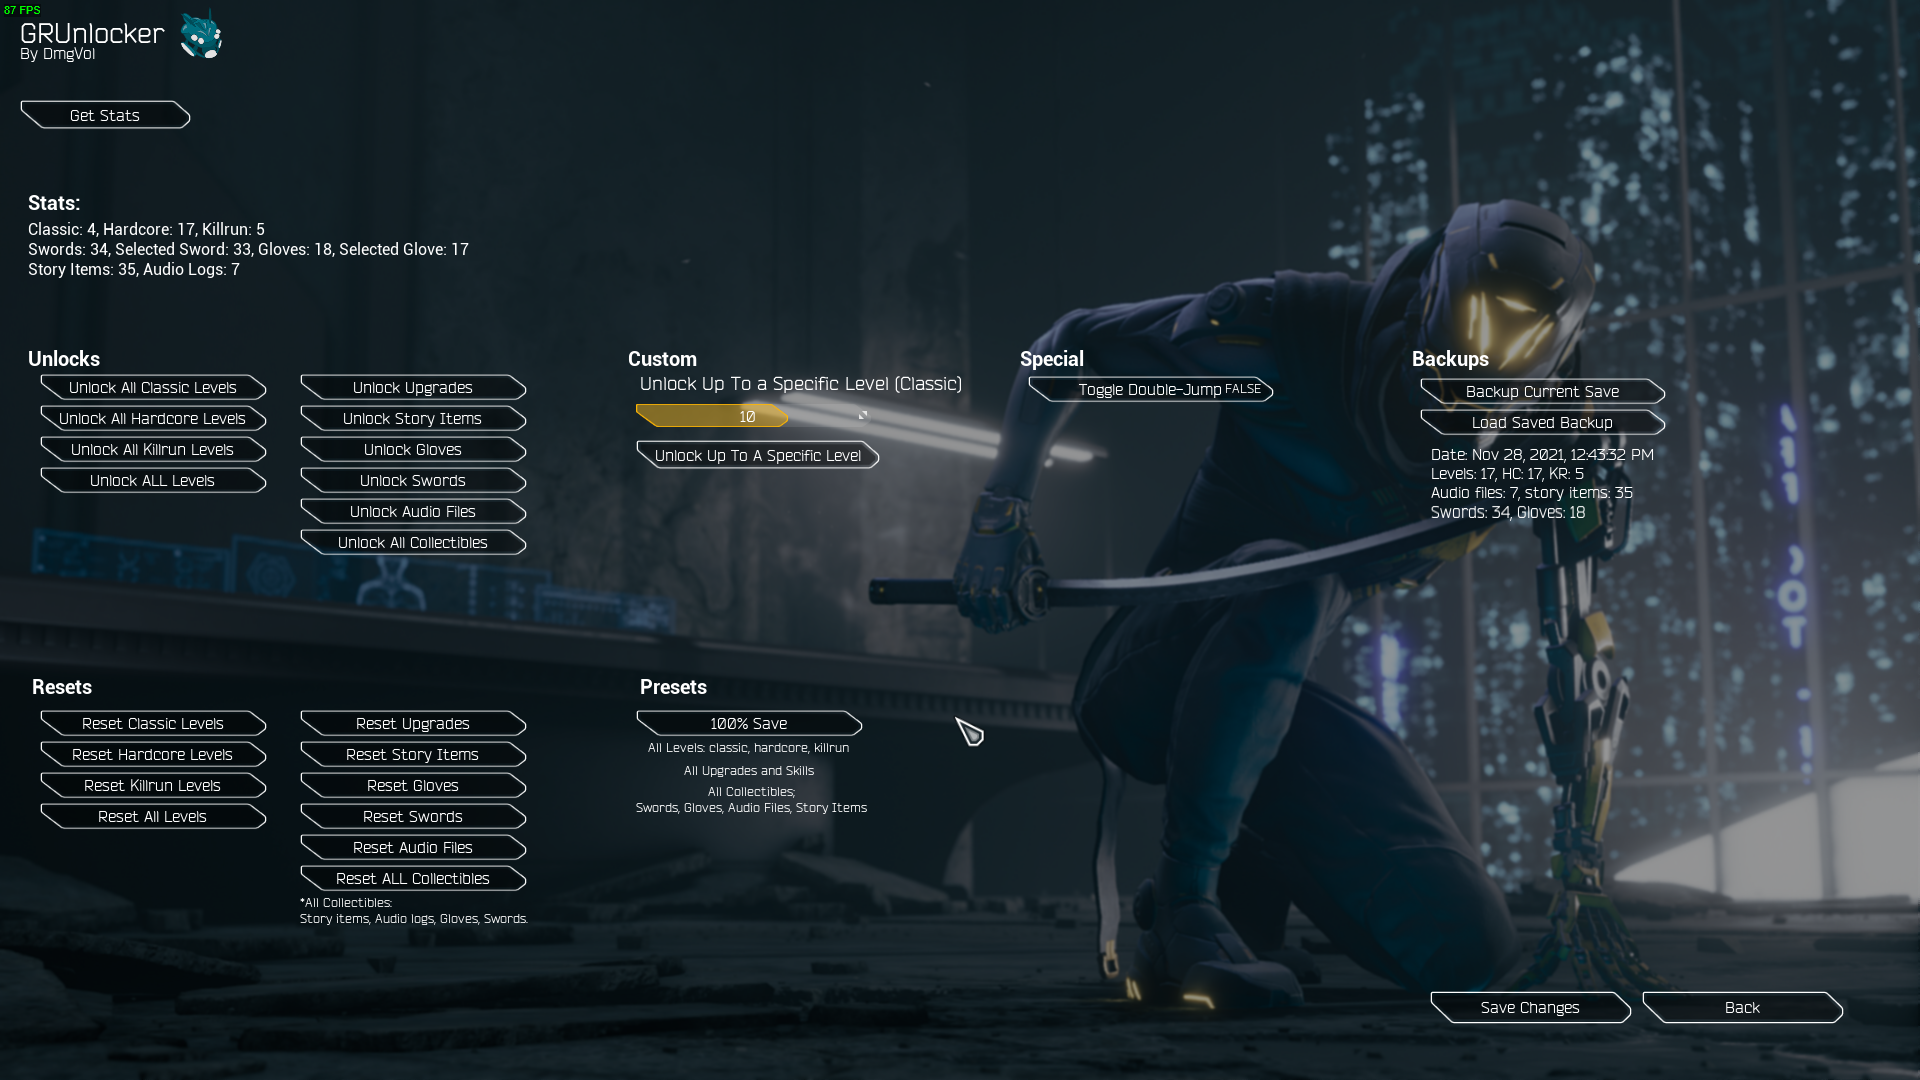 87 FPS
GRUnlocker
By DmgVol
Get Stats
Stats:
Classic: 4, Hardcore: 17, Killrun: 5
Swords: 34, Selected Sword: 33, Gloves: 18, Selected Glove: 17
Story Items: 35, Audio Logs: 7
Unlocks
Unlock All Classic Levels
Unlock All Hardcore Levels
Unlock All Killrun Levels
Unlock ALL Levels
Unlock Upgrades
Unlock Story Items
Unlock Gloves
Unlock Swords
Unlock Audio Files
Unlock All Collectibles
Custom
Unlock Up To a Specific Level (Classic)
10
Unlock Up To A Specific Level
Special
Toggle Double-Jump FALSE
Backups
Backup Current Save
Load Saved Backup
Date: Nov 28, 2021, 12:43:32 PM
Levels: 17, HC: 17, KR: 5
Audio files: 7, story items: 35
Swords: 34, Gloves: 18
Resets
Reset Classic Levels
Reset Hardcore Levels
Reset Killrun Levels
Reset All Levels
Reset Upgrades
Reset Story Items
Reset Gloves
Reset Swords
Reset Audio Files
Reset ALL Collectibles
*All Collectibles:
Story items, Audio logs, Gloves, Swords.
Presets
100% Save
All Levels: classic, hardcore, killrun
All Upgrades and Skills
All Collectibles;
Swords, Gloves, Audio Files, Story Items
Save Changes
Back